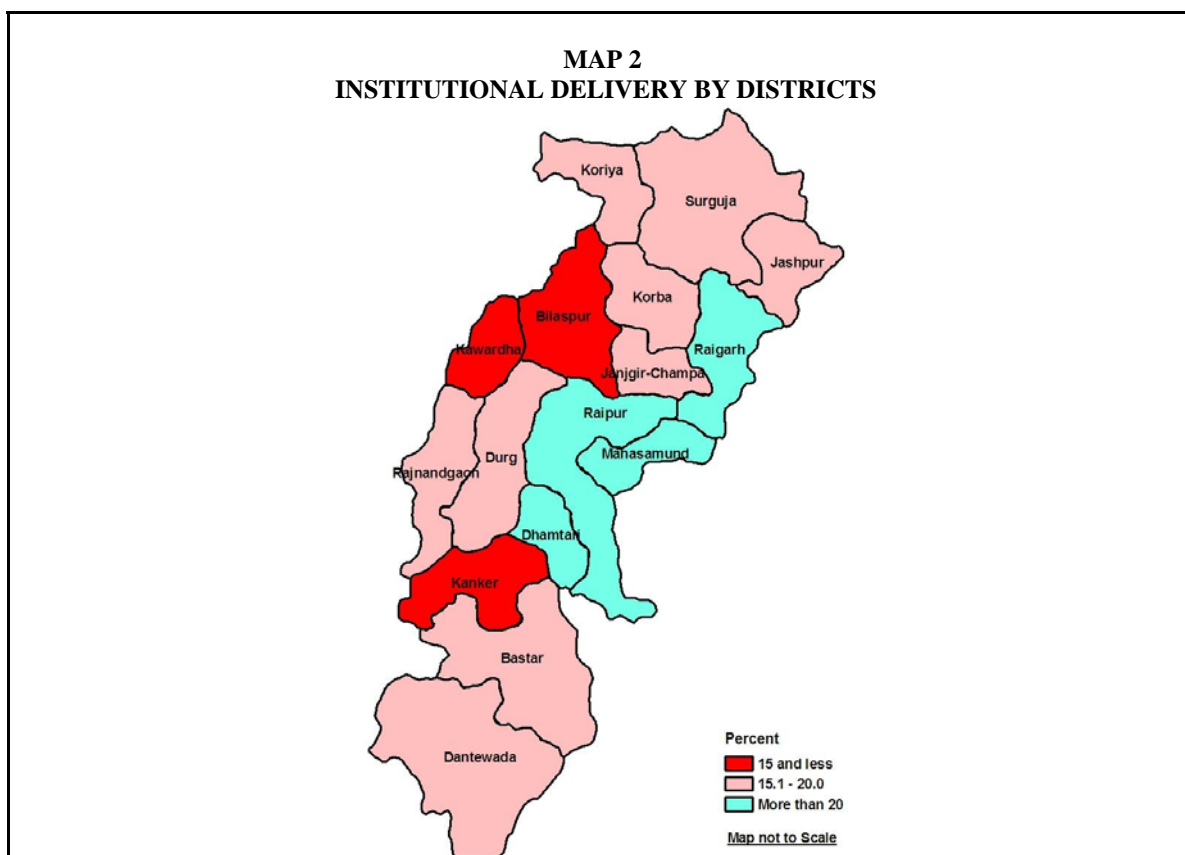 MAP 2
INSTITUTIONAL DELIVERY BY DISTRICTS
Koriya
Surguja
Jashpur
Korba
Bilaspur
Kawardha
Raigarh
Janjgir-Champa
Raipur
Durg
Mahasamund
Rajnandgaon
Dhamtari
Kanker
Bastar
Dantewada
Percent
15 and less
15.1 - 20.0
More than 20
Map not to Scale